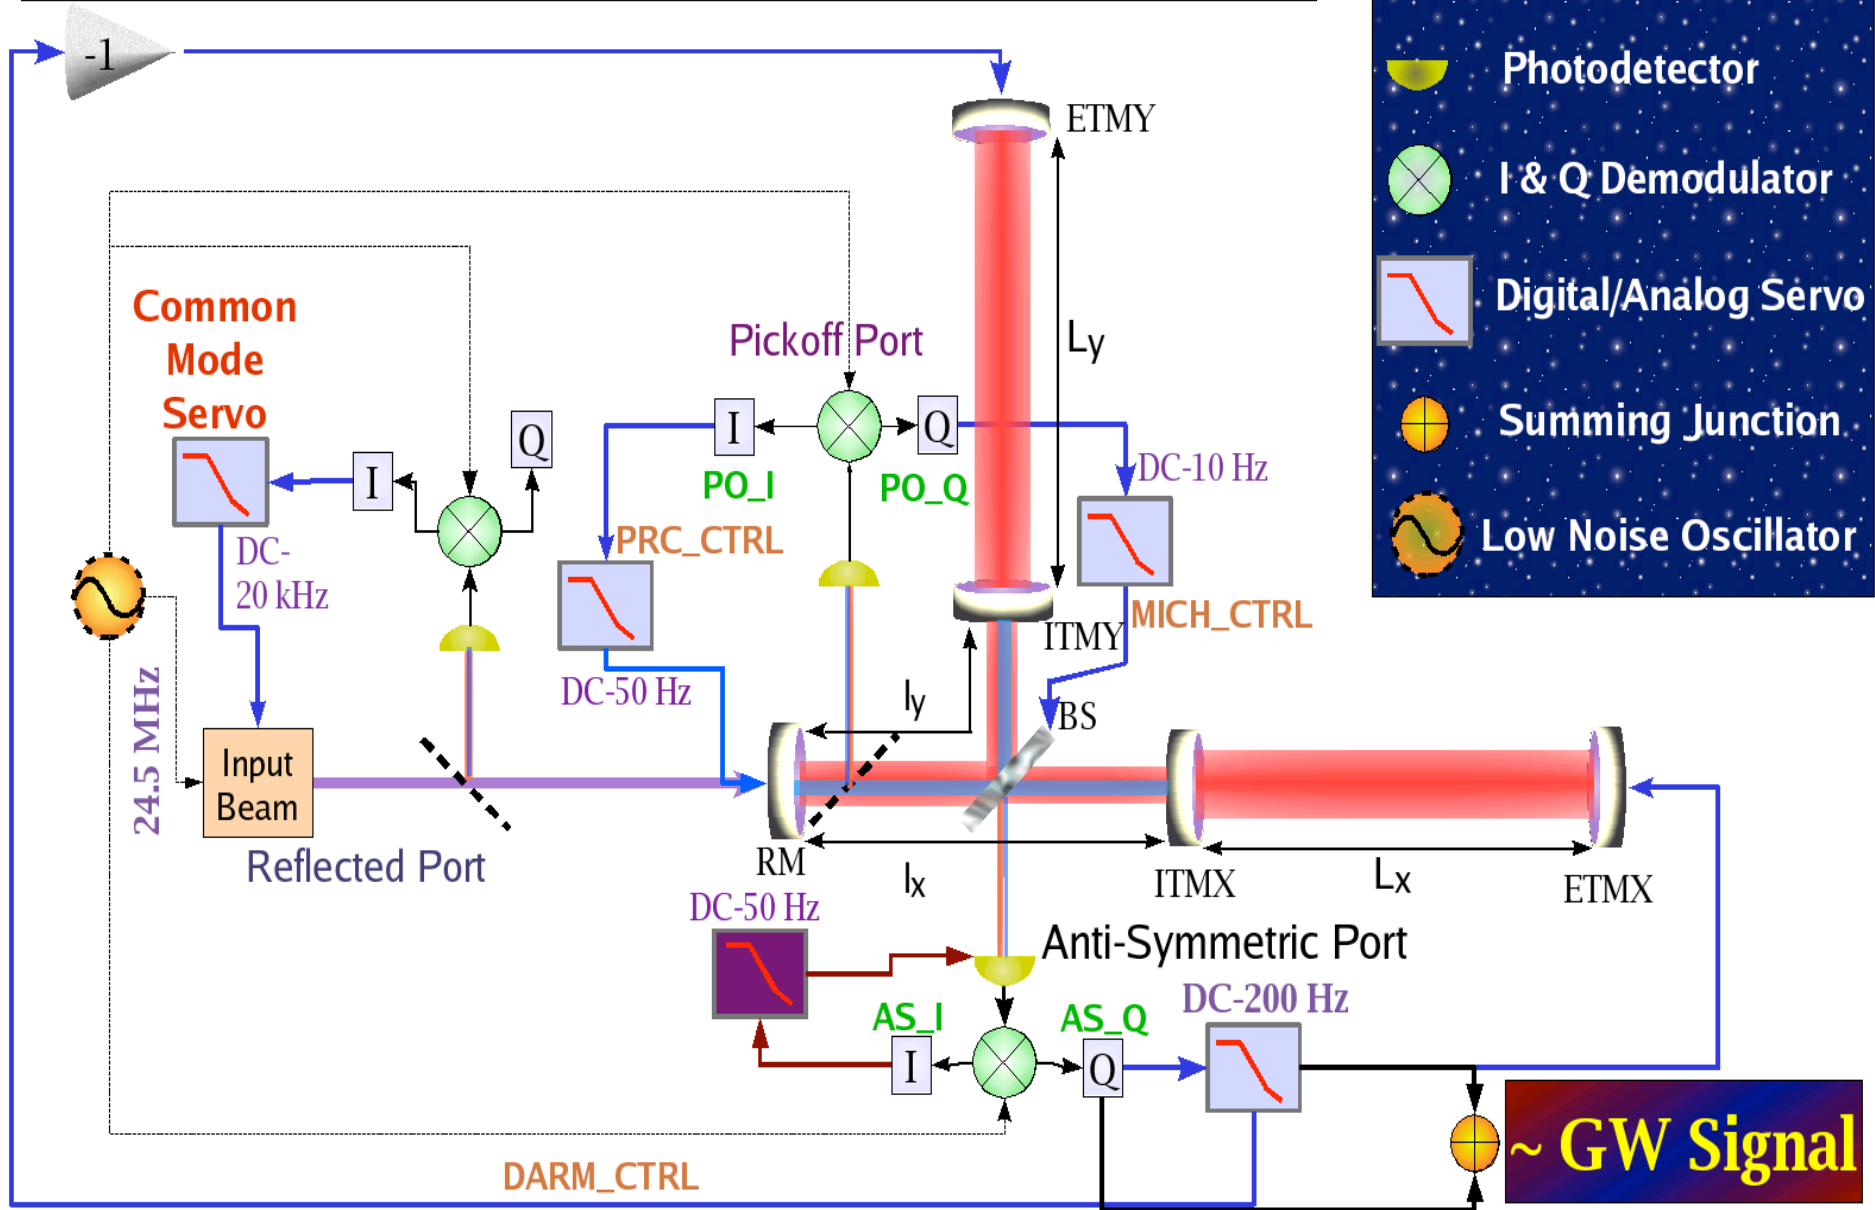 -1
ETMY
Photodetector
I & Q Demodulator
Digital/Analog Servo
Summing Junction
Low Noise Oscillator
Common
Mode
Servo
Pickoff Port
Ly
I
Q
Q
I
PO_I
PO_Q
DC-10 Hz
PRC_CTRL
DC-
20 kHz
MICH_CTRL
ITMY
DC-50 Hz
ly
BS
24.5 MHz
Input
Beam
Reflected Port
RM
lx
ITMX
Lx
ETMX
DC-50 Hz
Anti-Symmetric Port
DC-200 Hz
AS_I
AS_Q
I
Q
~ GW Signal
DARM_CTRL